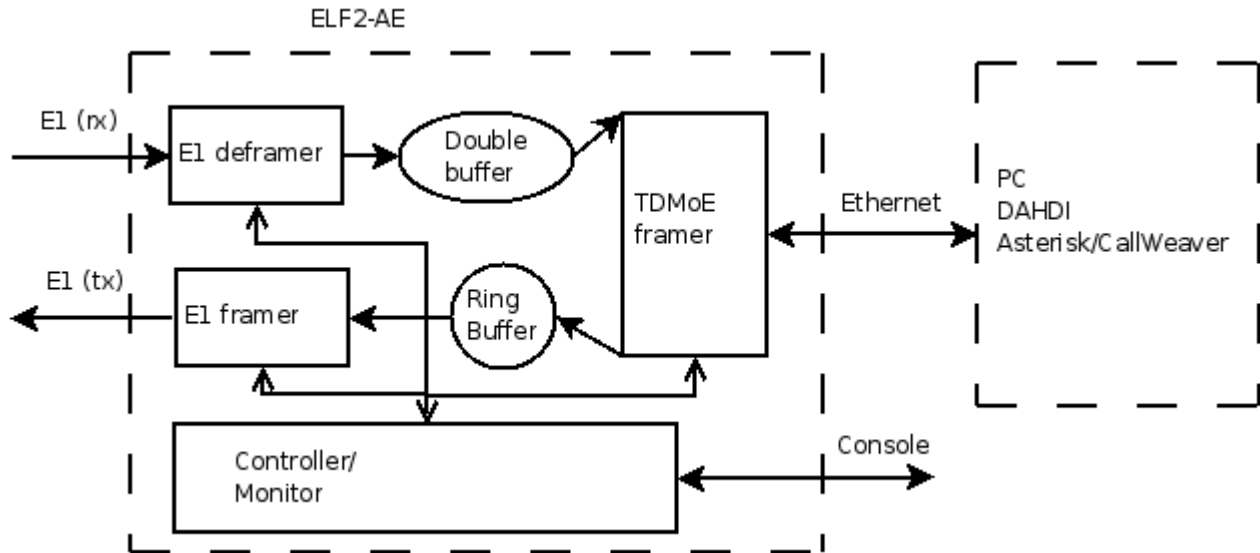 ELF2-AE
E1 (rx)
E1 deframer
Double
buffer
TDMoE
framer
Ethernet
PC
DAHDI
Asterisk/CallWeaver
E1 (tx)
E1 framer
Ring
Buffer
Controller/
Monitor
Console